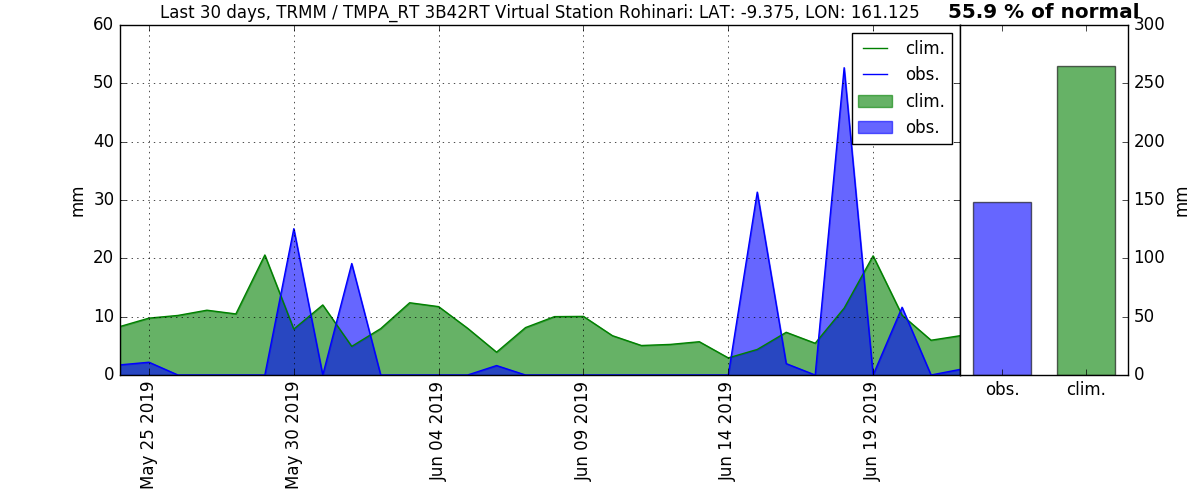 Last 30 days, TRMM / TMPA_RT 3B42RT Virtual Station Rohinari: LAT: -9.375, LON: 161.125
55.9 % of normal
60
50
40
30
20
10
0
mm
clim.
obs.
clim.
obs.
May 25 2019
May 30 2019
Jun 04 2019
Jun 09 2019
Jun 14 2019
Jun 19 2019
300
250
200
150
100
50
0
mm
obs.
clim.